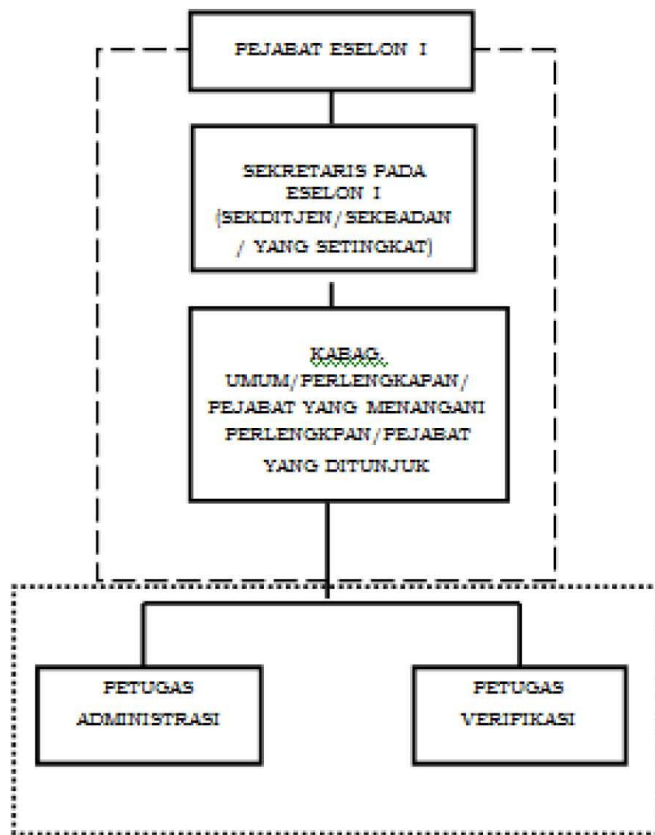 PEJABAT ESELON I
SEKRETARIS PADA
ESELON I
(SEKDITJEN/SEKBADAN
/ YANG SETINGKAT)
KABAG.
UMUM/PERLENGKAPAN/
PEJABAT YANG MENANGANI
PERLENGKPAN/PEJABAT
YANG DITUNJUK
PETUGAS
ADMINISTRASI
PETUGAS
VERIFIKASI